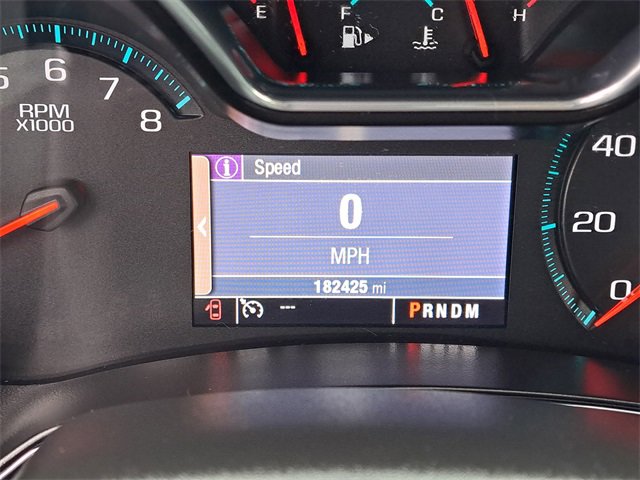 E F C H
5 6 7 8
RPM
X1000
Speed
0
MPH
182425 mi
--- PRNDM
40
20
0